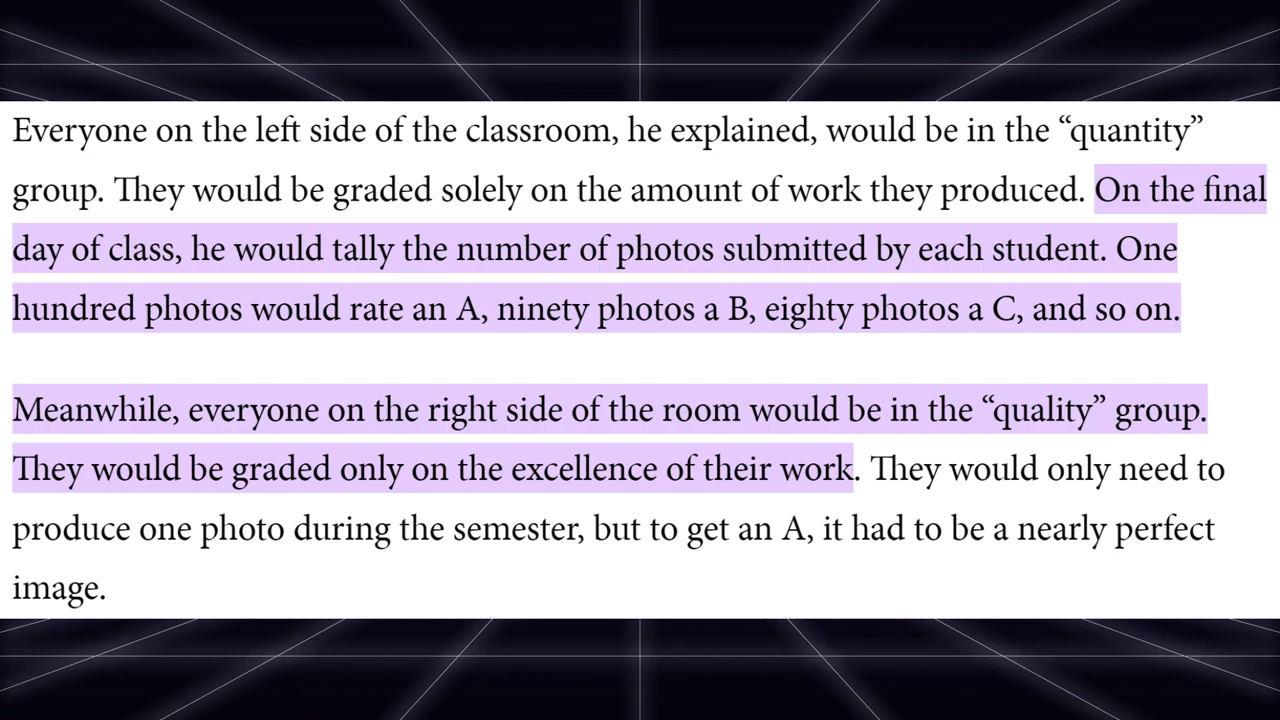 Everyone on the left side of the classroom, he explained, would be in the “quantity”
group. They would be graded solely on the amount of work they produced. On the final
day of class, he would tally the number of photos submitted by each student. One
hundred photos would rate an A, ninety photos a B, eighty photos a C, and so on.
Meanwhile, everyone on the right side of the room would be in the “quality” group.
They would be graded only on the excellence of their work. They would only need to
produce one photo during the semester, but to get an A, it had to be a nearly perfect
image.